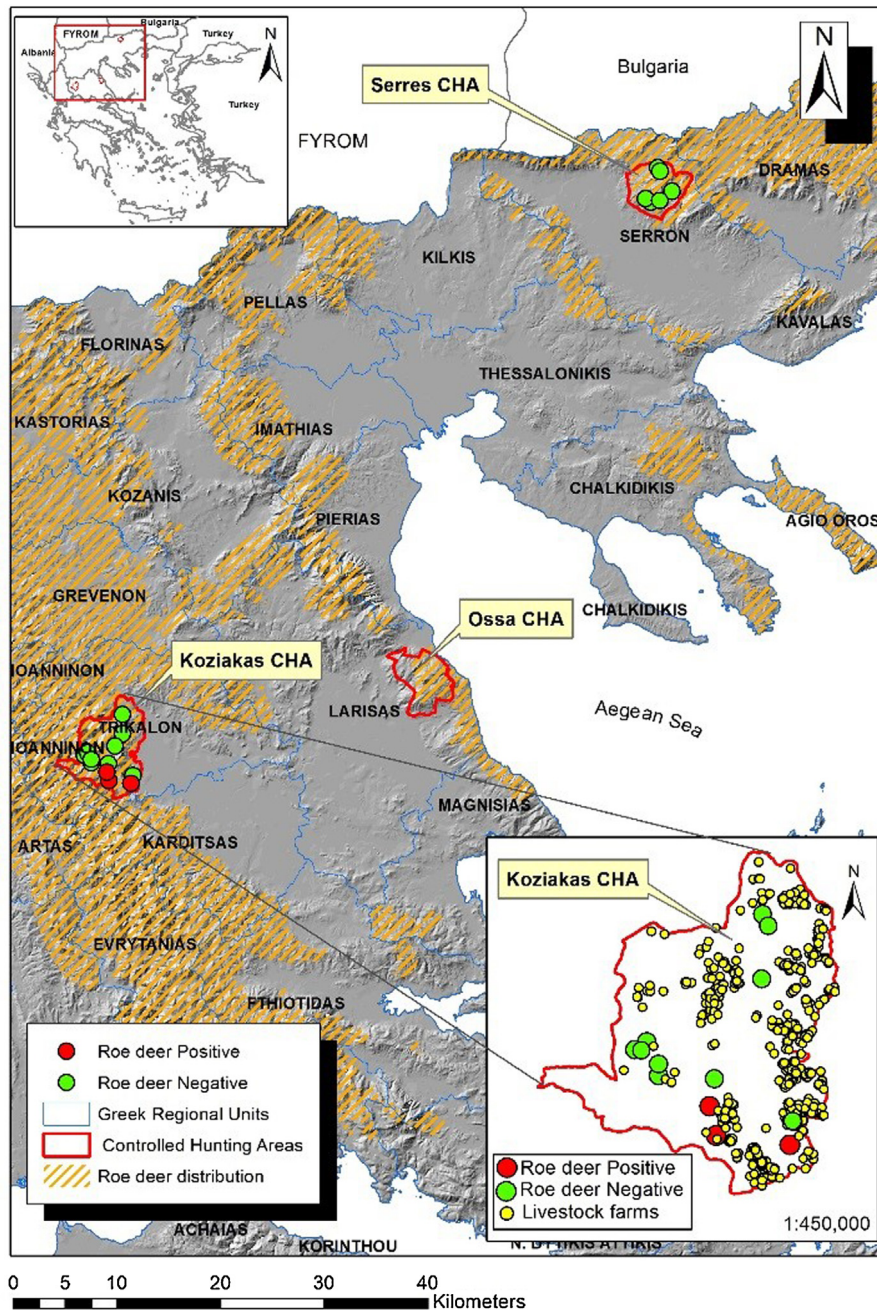 Bulgaria
FYROM
Turkey
Albania
N
Turkey
N
Bulgaria
Serres CHA
FYROM
DRAMAS
SERRON
KILKIS
PELLAS
KAVALAS
FLORINAS
THESSALONIKIS
KASTORIAS
IMATHIAS
CHALKIDIKIS
KOZANIS
PIERIAS
AGIO OROS
GREVENON
CHALKIDIKIS
Ossa CHA
Koziakas CHA
IOANNINON
LARISAS
Aegean Sea
TRIKALON
IOANNINON
MAGNISIAS
ARTAS
KARDITSAS
Koziakas CHA
N
EVRYTANIAS
FTHIOTIDAS
Roe deer Positive
Roe deer Negative
Greek Regional Units
Controlled Hunting Areas
Roe deer distribution
Roe deer Positive
Roe deer Negative
Livestock farms
1:450,000
ACHAIAS
KORINTHOU
0 5 10 20 30 40
Kilometers